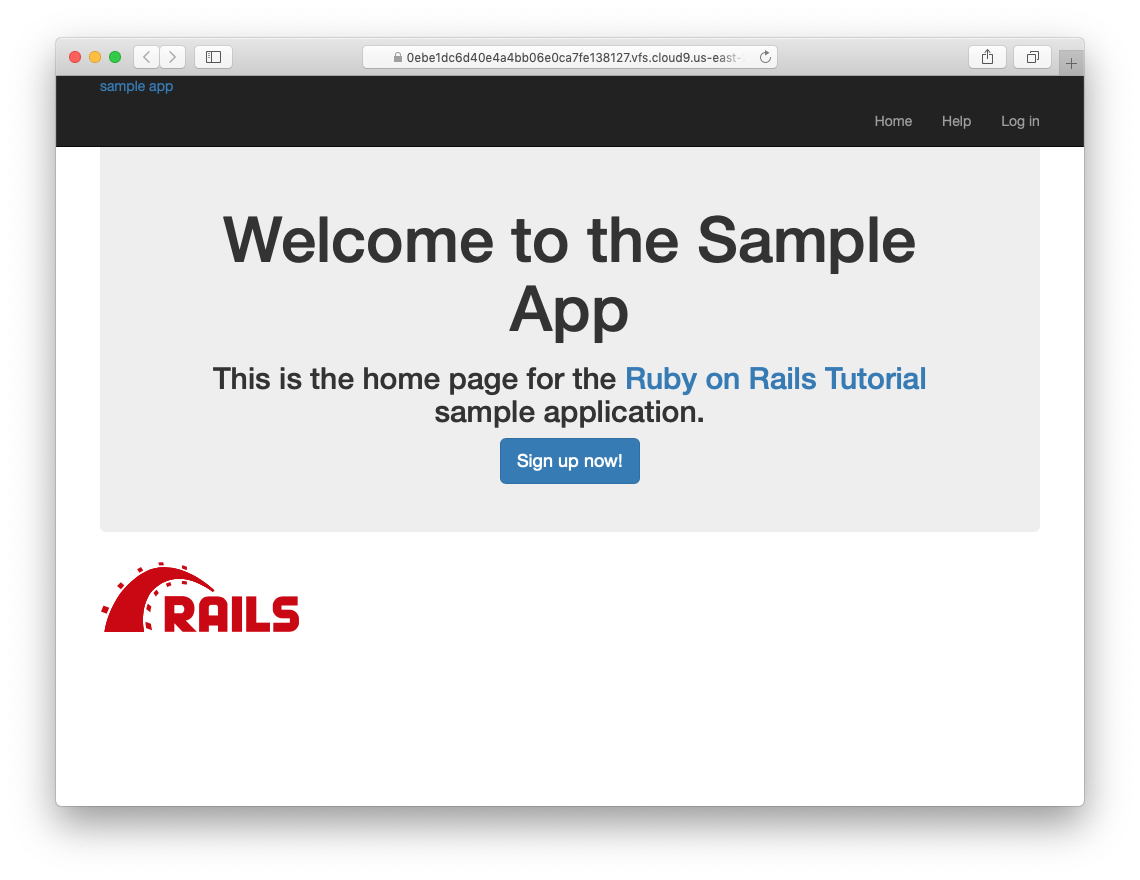 0ebe1dc6d40e4a4bb06e0ca7fe138127.vfs.cloud9.us-east-
sample app
Home Help Log in
Welcome to the Sample
App
This is the home page for the Ruby on Rails Tutorial
sample application.
Sign up now!
RAILS